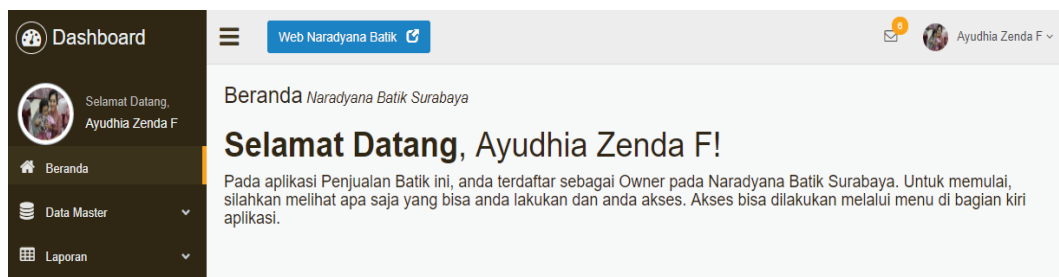 Dashboard
Web Naradyana Batik
6
Ayudhia Zenda F
Selamat Datang,
Ayudhia Zenda F
Beranda
Data Master
Laporan
Beranda Naradyana Batik Surabaya
Selamat Datang, Ayudhia Zenda F!
Pada aplikasi Penjualan Batik ini, anda terdaftar sebagai Owner pada Naradyana Batik Surabaya. Untuk memulai,
silahkan melihat apa saja yang bisa anda lakukan dan anda akses. Akses bisa dilakukan melalui menu di bagian kiri
aplikasi.